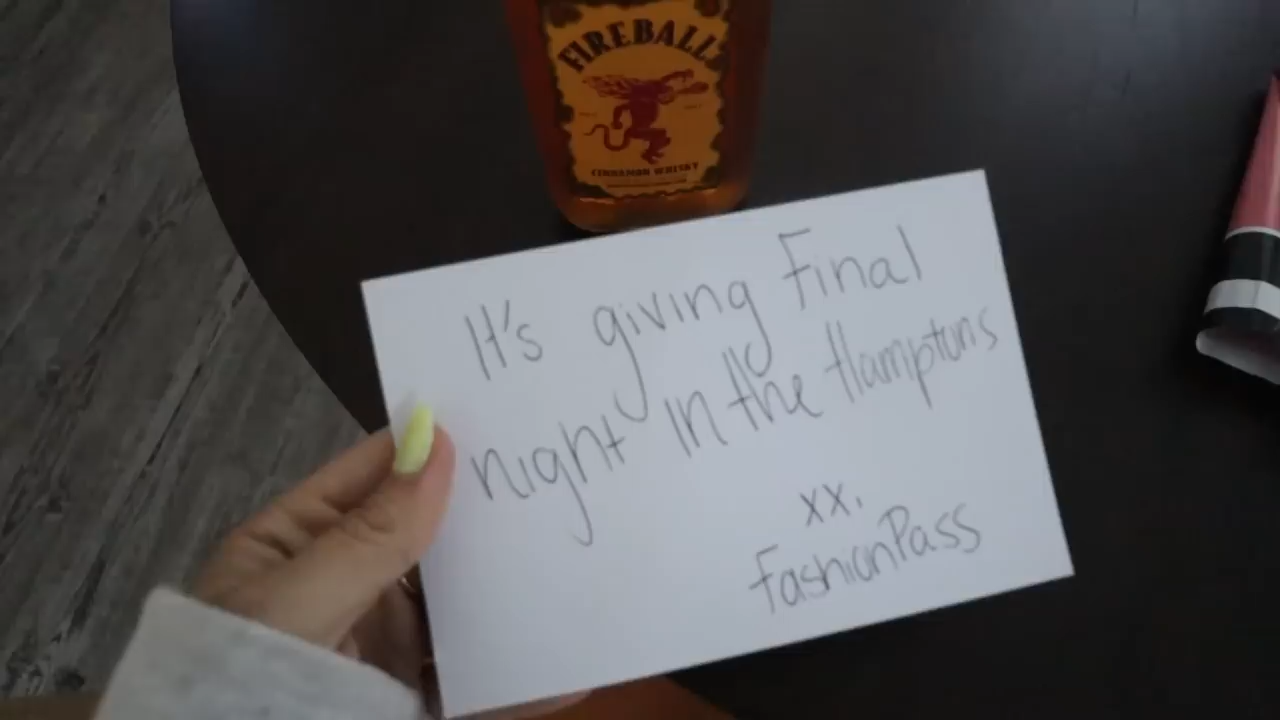 FIREBALL
CINNAMON WHISKY
It's giving Final
night in the Hamptons
xx.
FashionPass